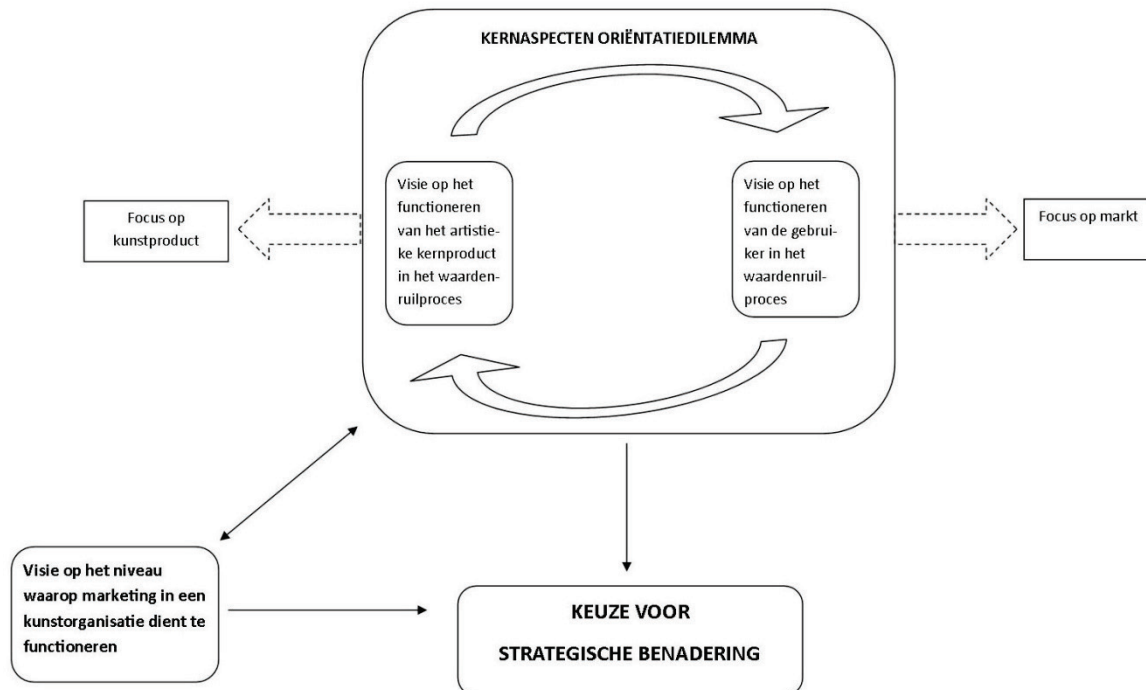 KERNASPECTEN ORIËNTATIEDILEMMA
Visie op het
functioneren
van het artistie-
ke kernproduct
in het waarden-
ruilproces
Visie op het
functioneren
van de gebrui-
ker in het
waardenruil-
proces
Focus op
kunstproduct
Focus op markt
Visie op het niveau
waarop marketing in een
kunstorganisatie dient te
functioneren
KEUZE VOOR
STRATEGISCHE BENADERING